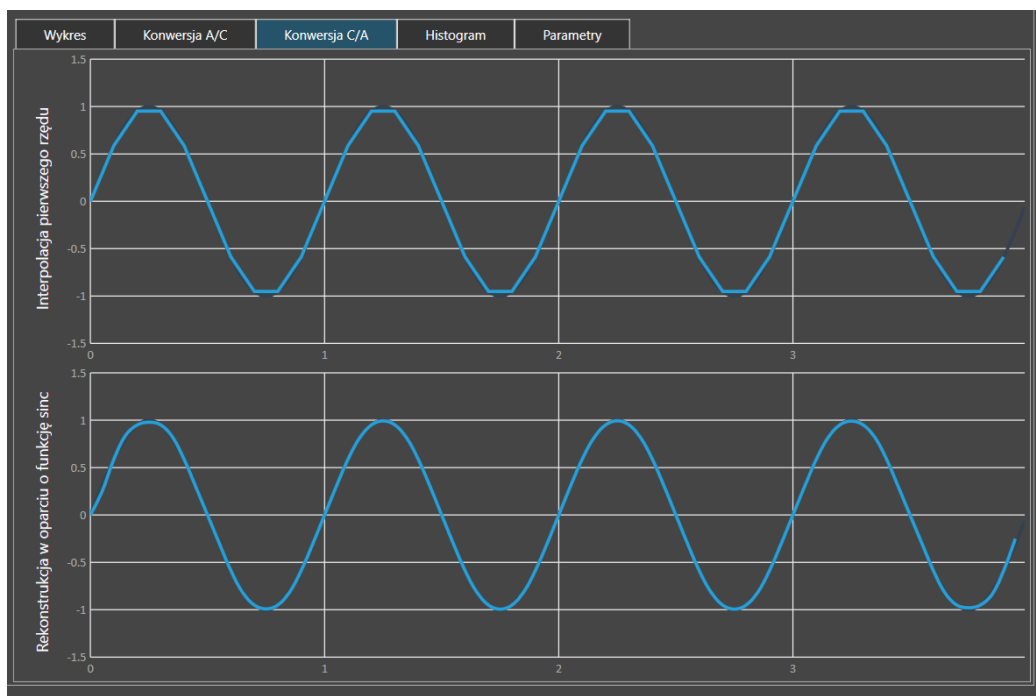 Wykres Konwersja A/C Konwersja C/A Histogram Parametry
Interpolacja pierwszego rzędu
1.5
1
0.5
0
-0.5
-1
-1.5
0 1 2 3
Rekonstrukcja w oparciu o funkcję sinc
1.5
1
0.5
0
-0.5
-1
-1.5
0 1 2 3